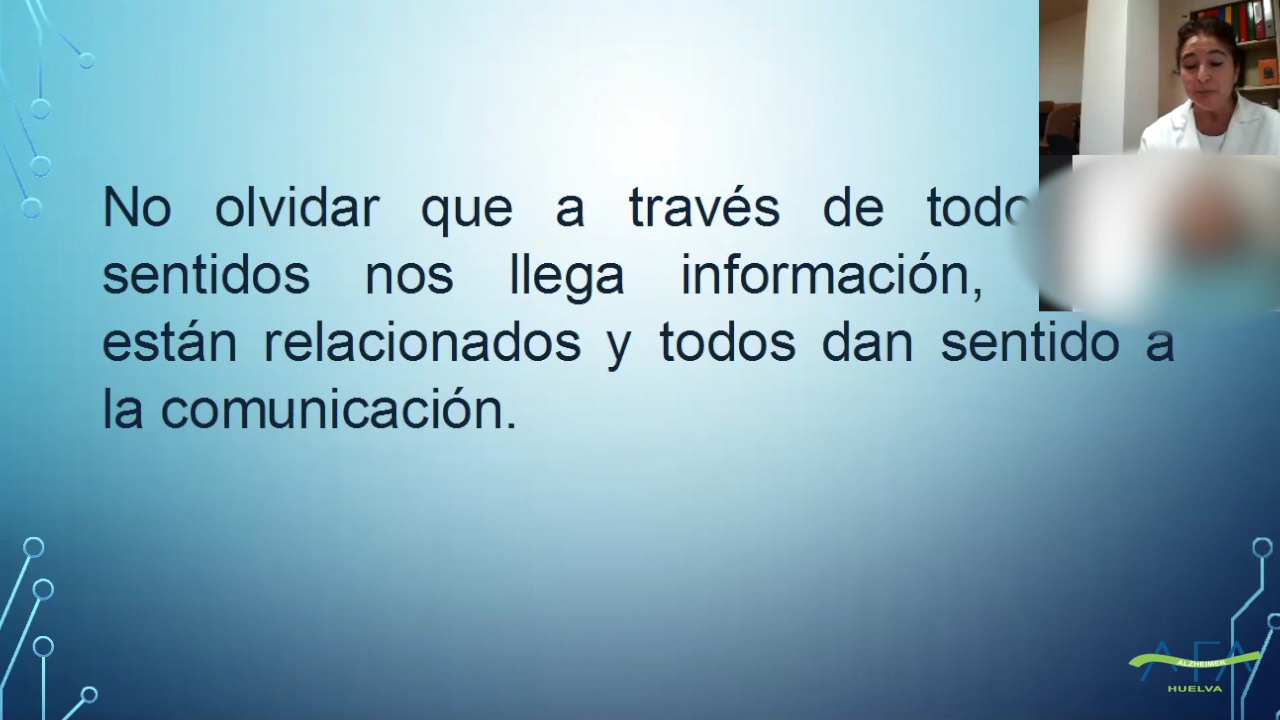 No olvidar que a través de todo
sentidos nos llega información,
están relacionados y todos dan sentido a
la comunicación.
AFA
ALZHEIMER
HUELVA